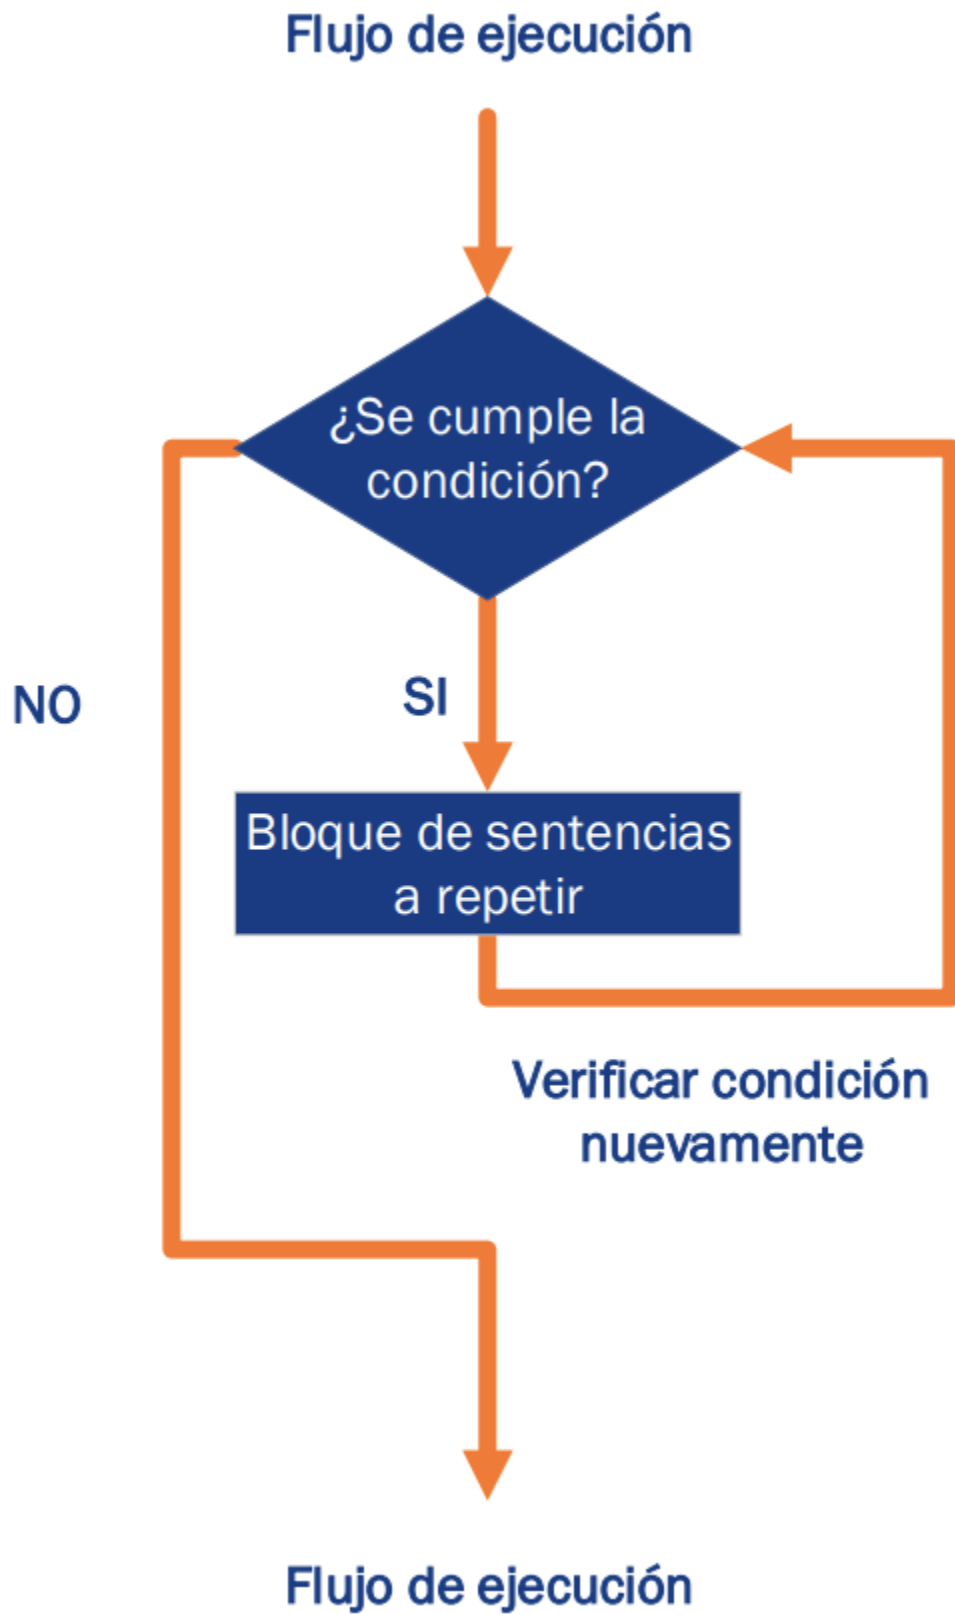 Flujo de ejecución
¿Se cumple la
condición?
NO
SI
Bloque de sentencias
a repetir
Verificar condición
nuevamente
Flujo de ejecución